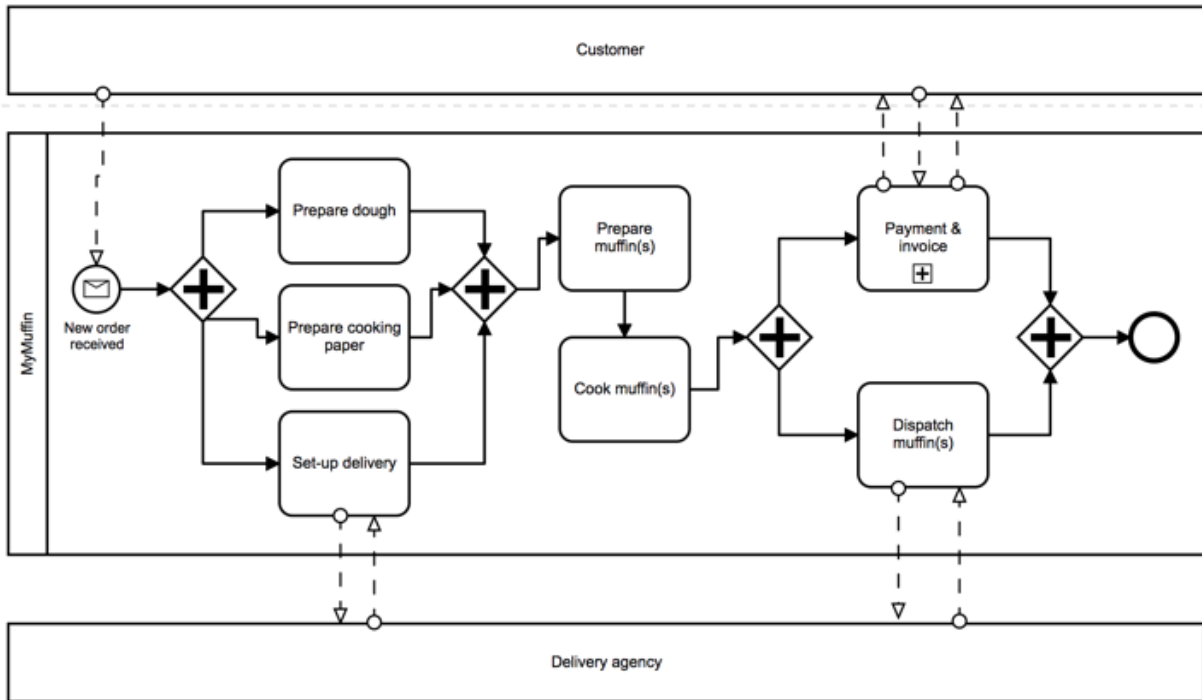 Customer
MyMuffin
New order
received
Prepare dough
Prepare cooking
paper
Set-up delivery
Prepare
muffin(s)
Cook muffin(s)
Payment &
invoice
Dispatch
muffin(s)
Delivery agency